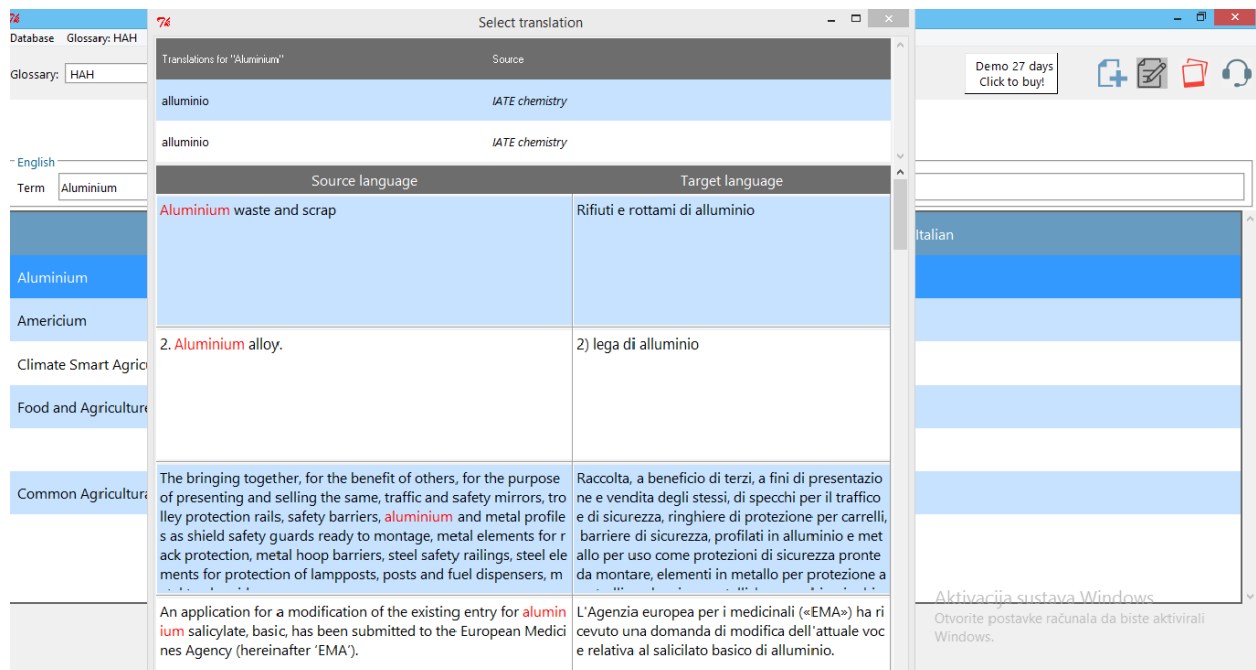 Select translation
Database Glossary: HAH
Glossary: HAH
Demo 27 days
Click to buy!
Translations for "Aluminium" Source
alluminio IATE chemistry
alluminio IATE chemistry
English
Term Aluminium
Source language Target language
Italian
Aluminium
Americium
Climate Smart Agric
Food and Agriculture
Common Agricultura
Aluminium waste and scrap
Rifiuti e rottami di alluminio
2. Aluminium alloy.
2) lega di alluminio
The bringing together, for the benefit of others, for the purpose
of presenting and selling the same, traffic and safety mirrors, tro
lley protection rails, safety barriers, aluminium and metal profile
s as shield safety guards ready to montage, metal elements for r
ack protection, metal hoop barriers, steel safety railings, steel ele
ments for protection of lampposts, posts and fuel dispensers, m
Raccolta, a beneficio di terzi, a fini di presentazio
ne e vendita degli stessi, di specchi per il traffico
e di sicurezza, ringhiere di protezione per carrelli,
barriere di sicurezza, profilati in alluminio e met
allo per uso come protezioni di sicurezza pronte
da montare, elementi in metallo per protezione a
An application for a modification of the existing entry for alumin
ium salicylate, basic, has been submitted to the European Medici
nes Agency (hereinafter 'EMA').
L'Agenzia europea per i medicinali («EMA») ha ri
cevuto una domanda di modifica dell'attuale voc
e relativa al salicilato basico di alluminio.
Aktivacija sustava Windows
Otvorite postavke računala da biste aktivirali
Windows.